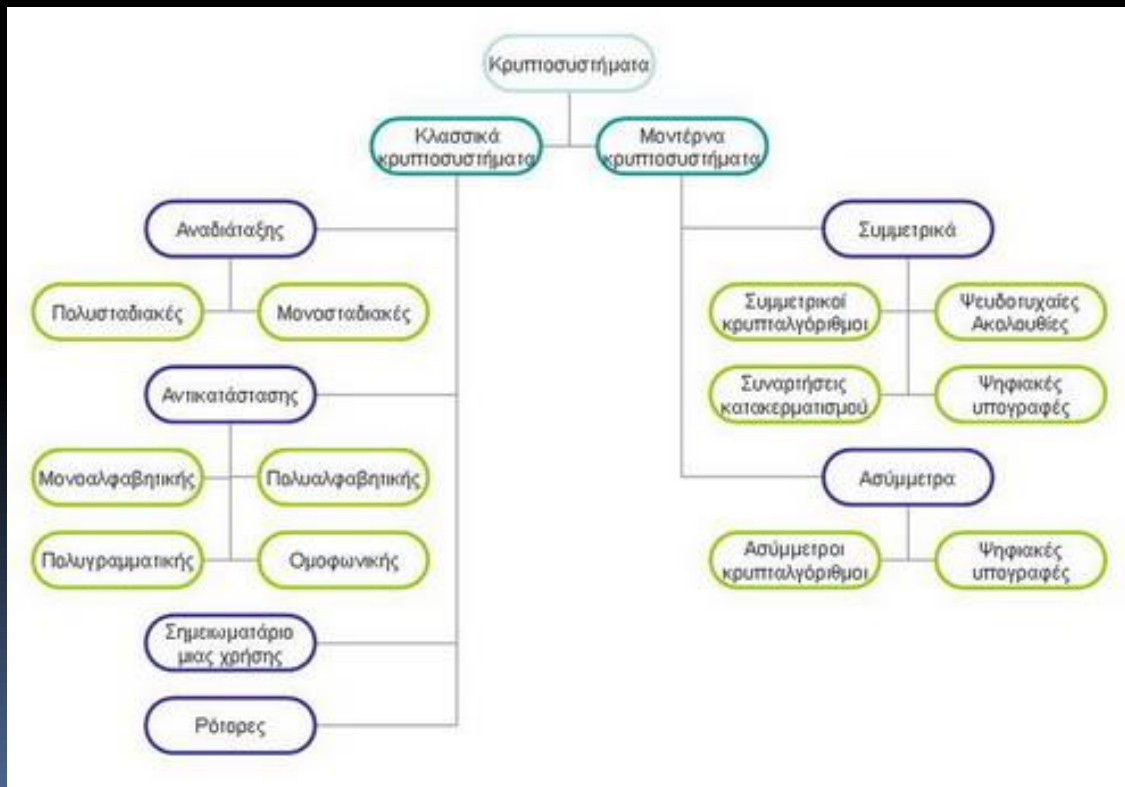 Κρυπτοσυστήματα
Κλασσικά
κρυπτοσυστήματα
Μοντέρνα
κρυπτοσυστήματα
Αναδιάταξης
Πολυσταδιακές
Μονοσταδιακές
Αντικατάστασης
Μονοαλφαβητικής
Πολυαλφαβητικής
Πολυγραμματικής
Ομοφωνικής
Σημειωματάριο
μιας χρήσης
Ρότορες
Συμμετρικά
Συμμετρικοί
κρυπταλγόριθμοι
Ψευδοτυχαίες
Ακολουθίες
Συναρτήσεις
κατακερματισμού
Ψηφιακές
υπογραφές
Ασύμμετρα
Ασύμμετροι
κρυπταλγόριθμοι
Ψηφιακές
υπογραφές